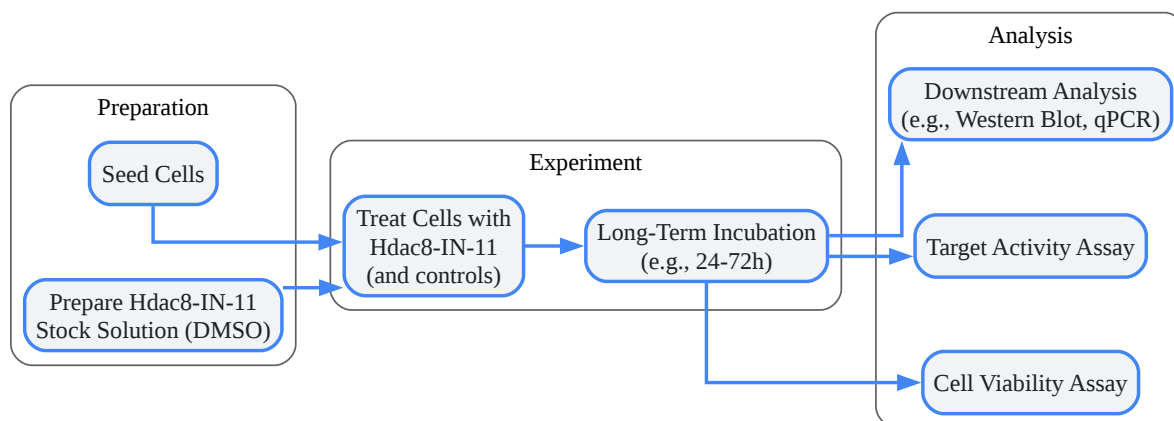 Preparation
Seed Cells
Prepare Hdac8-IN-11
Stock Solution (DMSO)
Experiment
Treat Cells with
Hdac8-IN-11
(and controls)
Long-Term Incubation
(e.g., 24-72h)
Analysis
Downstream Analysis
(e.g., Western Blot, qPCR)
Target Activity Assay
Cell Viability Assay